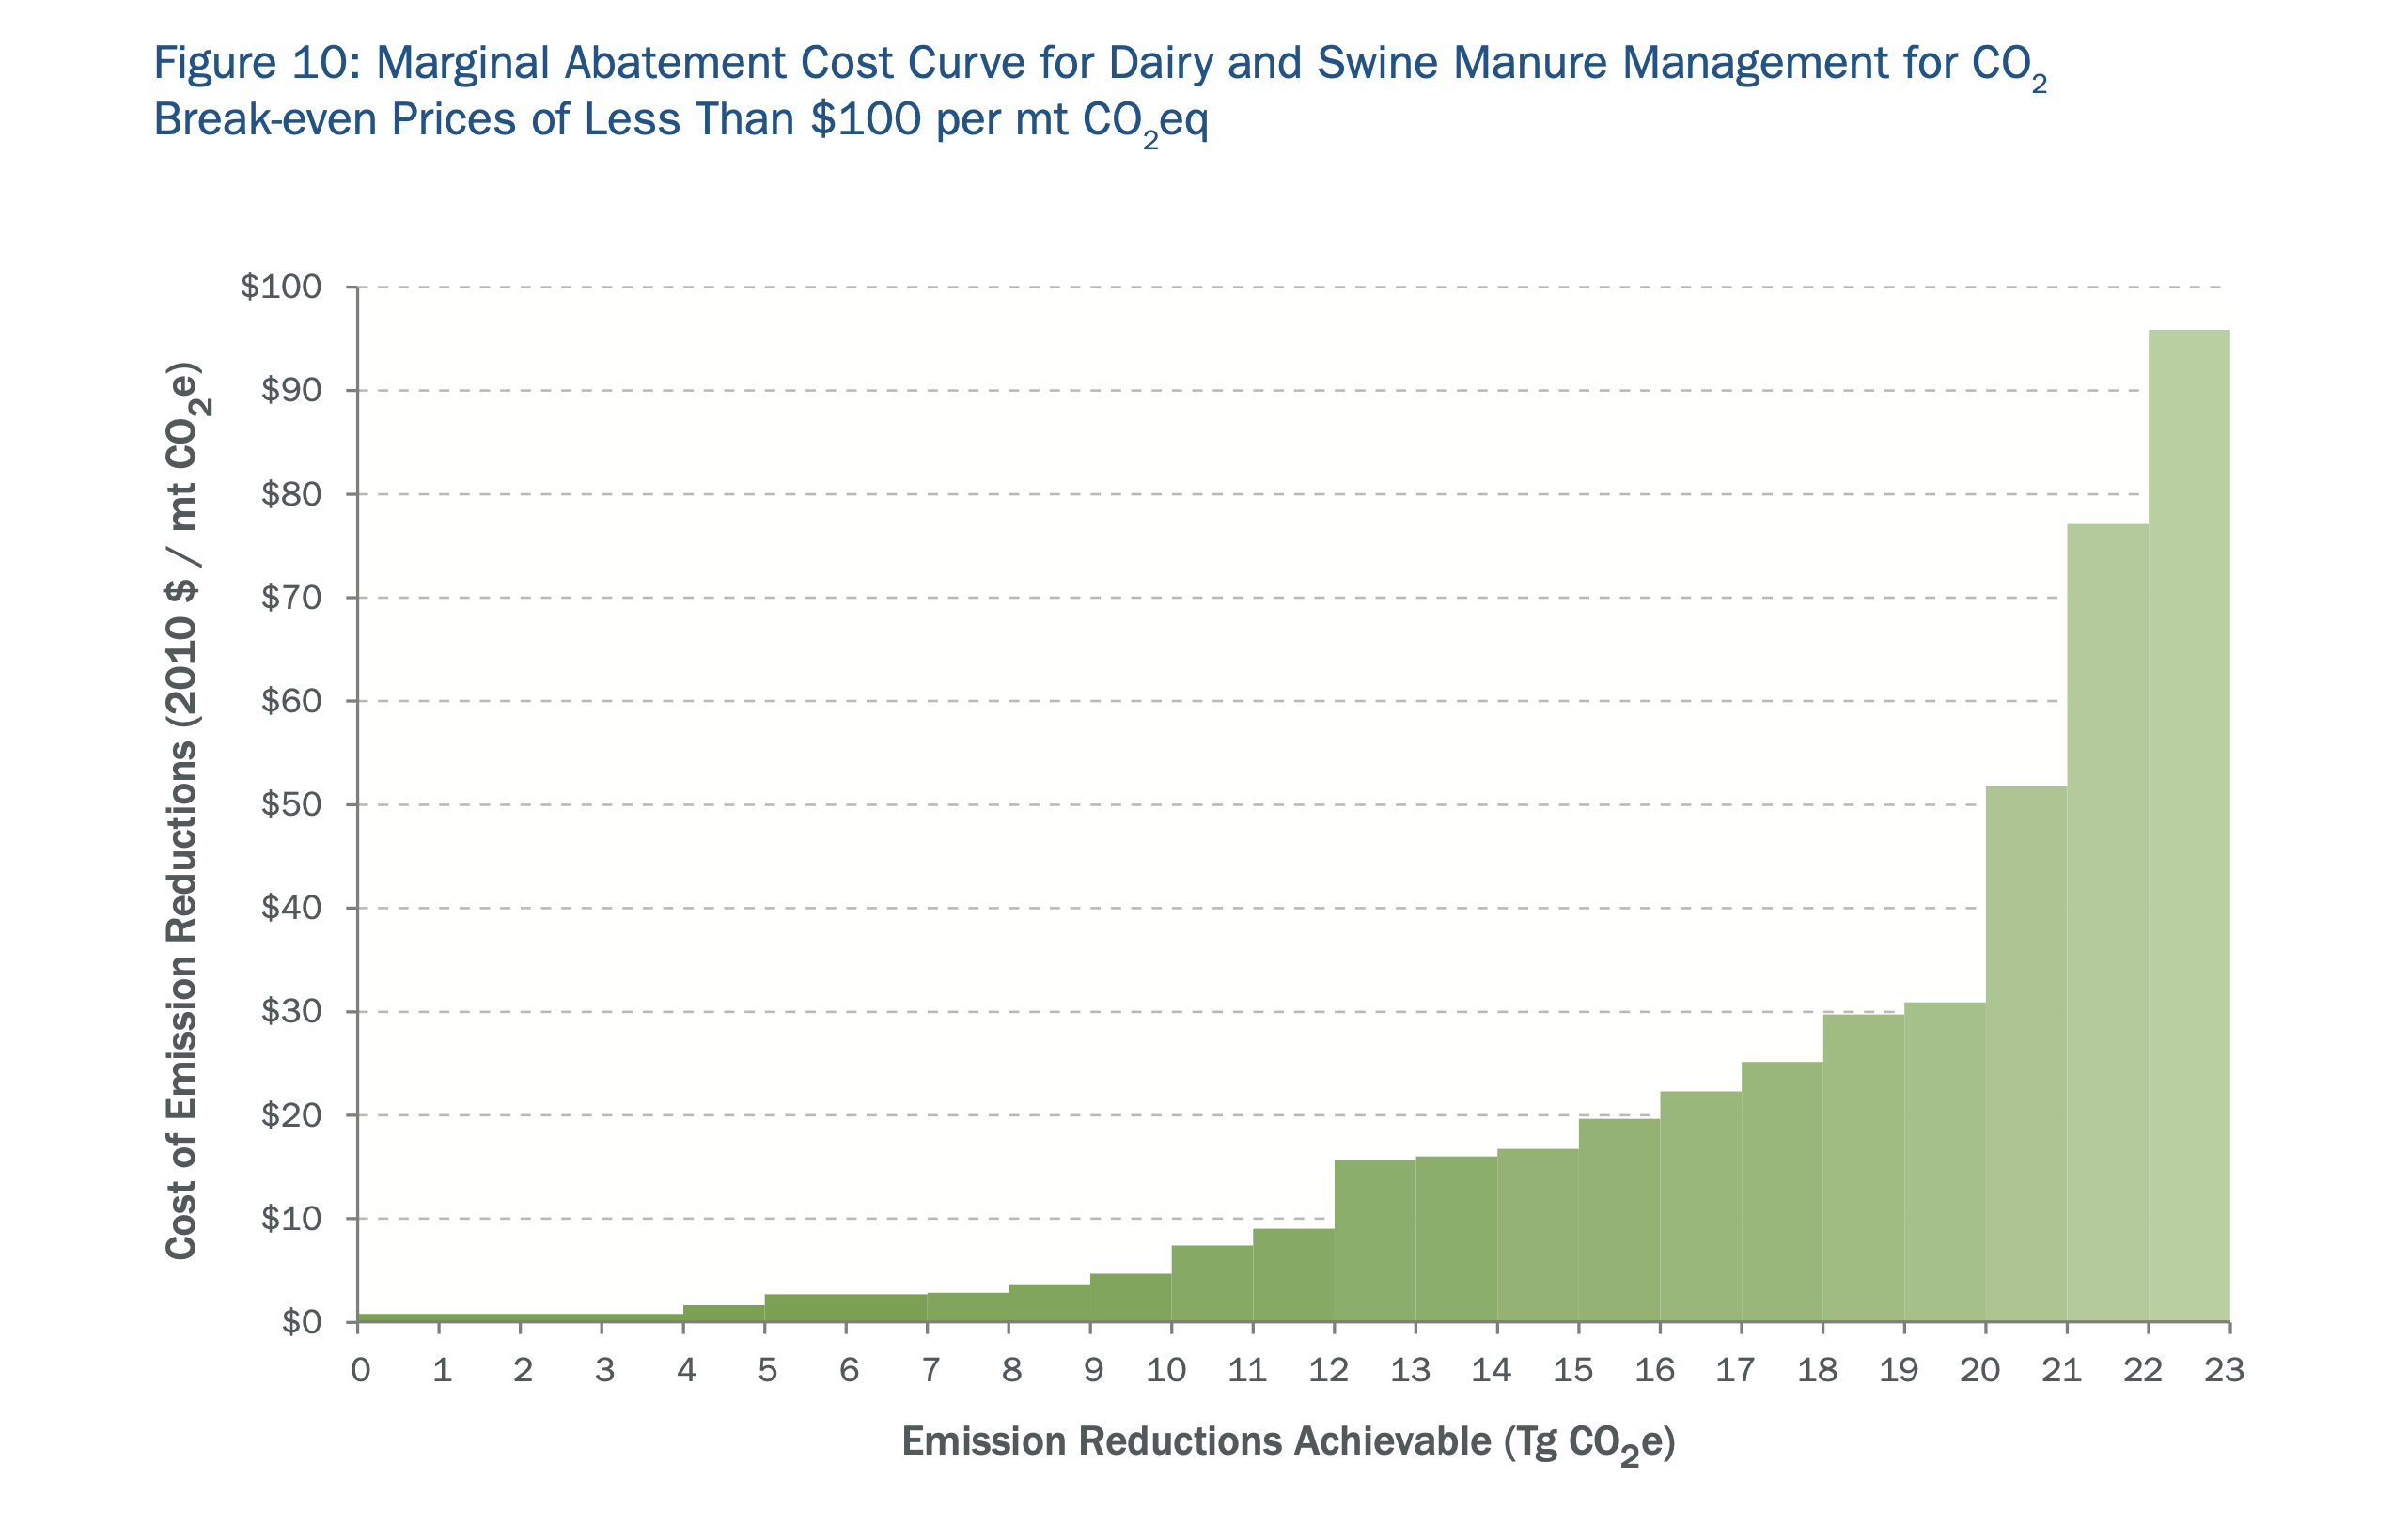 Figure 10: Marginal Abatement Cost Curve for Dairy and Swine Manure Management for CO₂
Break-even Prices of Less Than $100 per mt CO₂eq
Cost of Emission Reductions (2010 $ / mt CO₂e)
$100
$90
$80
$70
$60
$50
$40
$30
$20
$10
$0
0 1 2 3 4 5 6 7 8 9 10 11 12 13 14 15 16 17 18 19 20 21 22 23
Emission Reductions Achievable (Tg CO₂e)